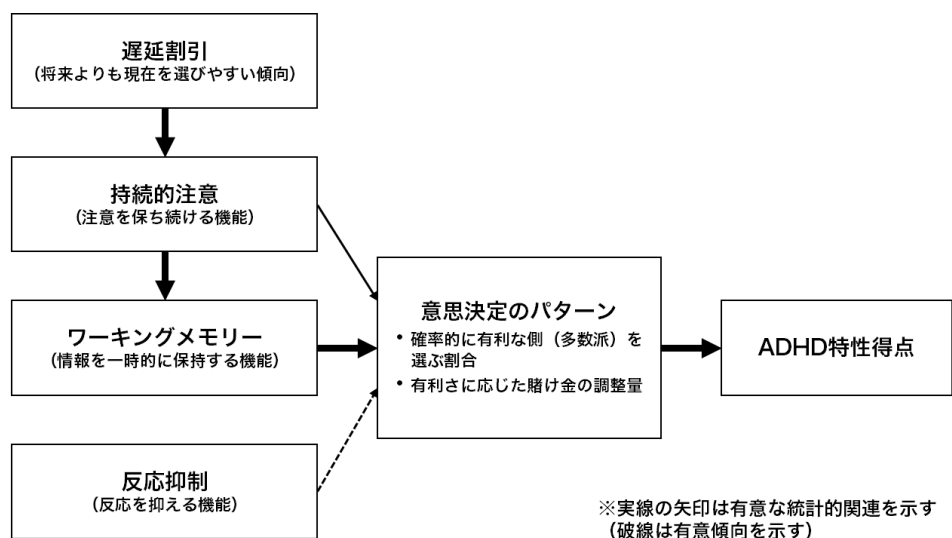 遅延割引
（将来よりも現在を選びやすい傾向）
持続的注意
（注意を保ち続ける機能）
ワーキングメモリー
（情報を一時的に保持する機能）
反応抑制
（反応を抑える機能）
意思決定のパターン
• 確率的に有利な側（多数派）を
選ぶ割合
• 有利さに応じた賭け金の調整量
ADHD特性得点
※実線の矢印は有意な統計的関連を示す
（破線は有意傾向を示す）